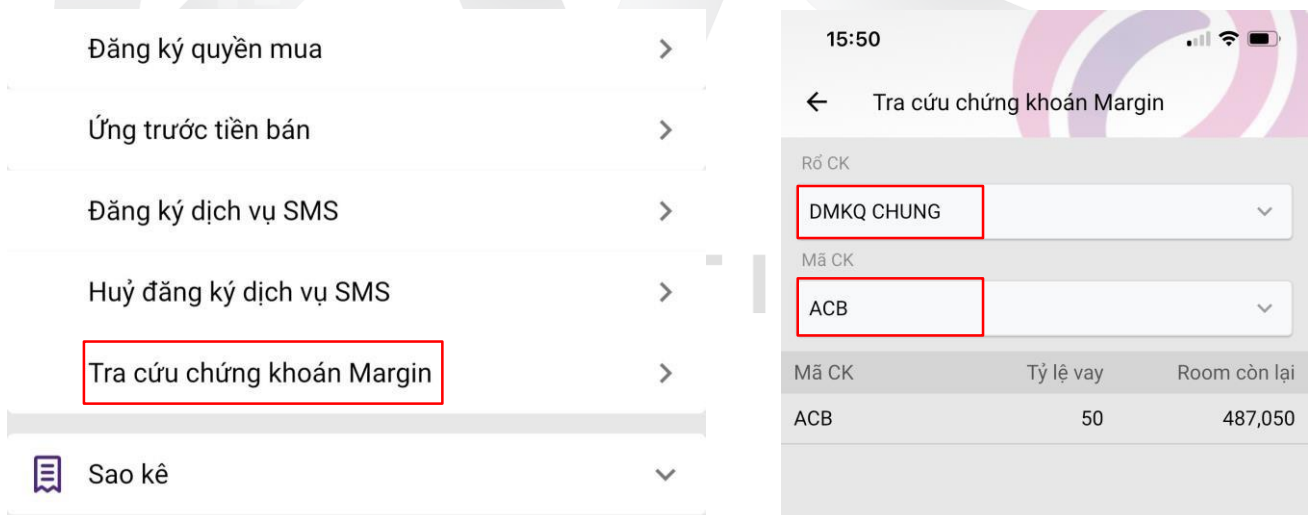 Đăng ký quyền mua
Ứng trước tiền bán
Đăng ký dịch vụ SMS
Huỷ đăng ký dịch vụ SMS
Tra cứu chứng khoán Margin
Sao kê
15:50
Tra cứu chứng khoán Margin
Rổ CK
DMKQ CHUNG
Mã CK
ACB
Mã CK Tỷ lệ vay Room còn lại
ACB 50 487,050